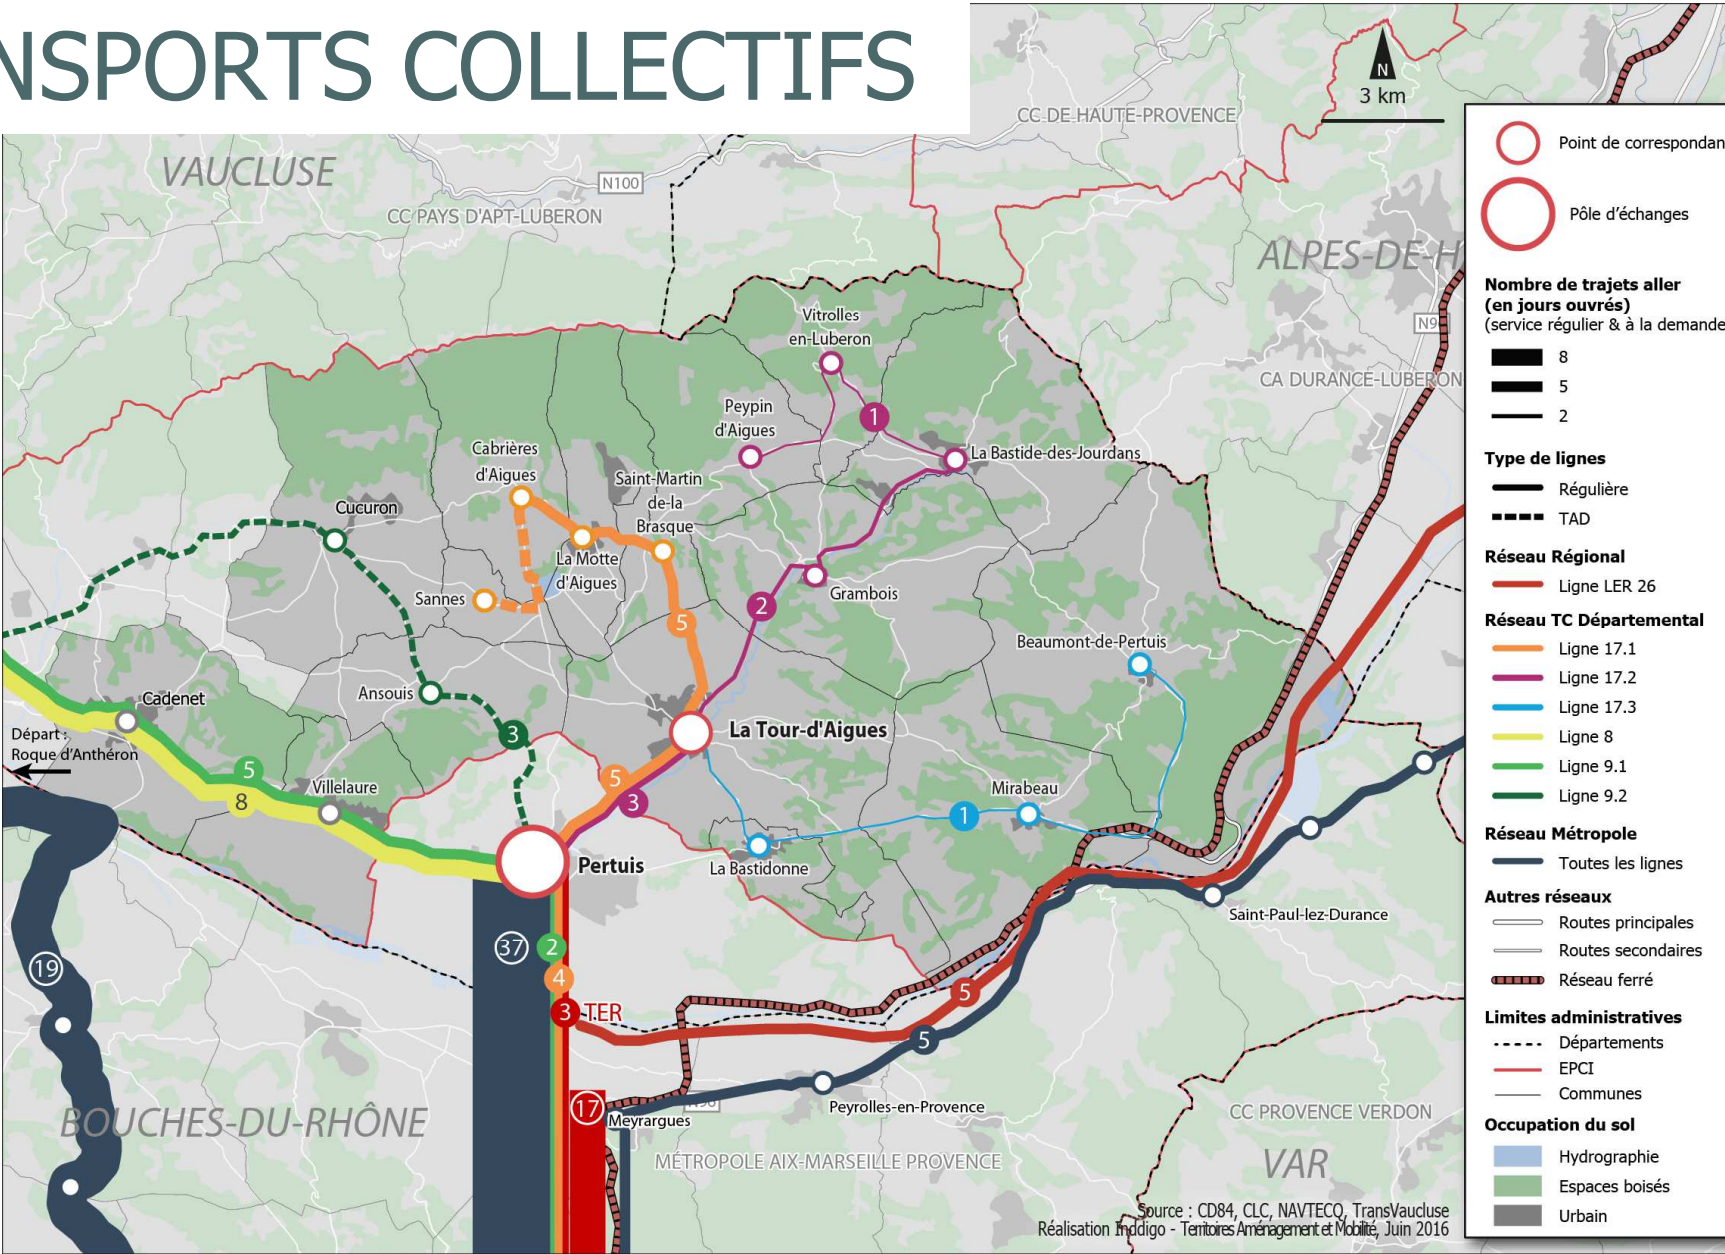 NSPORTS COLLECTIFS
N
3 km
CC DE HAUTE-PROVENCE
VAUCLUSE
N100
CC PAYS D'APT-LUBERON
ALPES-DE-H
N9
CA DURANCE-LUBERON
Vitrolles
en-Luberon
1
Peypin
d'Aigues
La Bastide-des-Jourdans
Cabrières
d'Aigues
Saint-Martin
de-la
Brasque
Cucuron
La Motte
d'Aigues
Sannes
Grambois
2
5
Beaumont-de-Pertuis
Ansouis
Cadenet
Départ :
Roque d'Anthéron
3
La Tour-d'Aigues
5
8
Villelaure
5
3
Mirabeau
1
Pertuis
La Bastidonne
Saint-Paul-lez-Durance
37
2
4
19
3
TER
5
5
17
Meyrargues
Peyrolles-en-Provence
BOUCHES-DU-RHÔNE
CC PROVENCE VERDON
MÉTROPOLE AIX-MARSEILLE PROVENCE
VAR
Source : CD84, CLC, NAVTECQ, TransVaucluse
Réalisation Inddigo - Territoires Aménagement et Mobilité, Juin 2016
Point de correspondan
Pôle d'échanges
Nombre de trajets aller
(en jours ouvrés)
(service régulier & à la demande
8
5
2
Type de lignes
Régulière
TAD
Réseau Régional
Ligne LER 26
Réseau TC Départemental
Ligne 17.1
Ligne 17.2
Ligne 17.3
Ligne 8
Ligne 9.1
Ligne 9.2
Réseau Métropole
Toutes les lignes
Autres réseaux
Routes principales
Routes secondaires
Réseau ferré
Limites administratives
Départements
EPCI
Communes
Occupation du sol
Hydrographie
Espaces boisés
Urbain